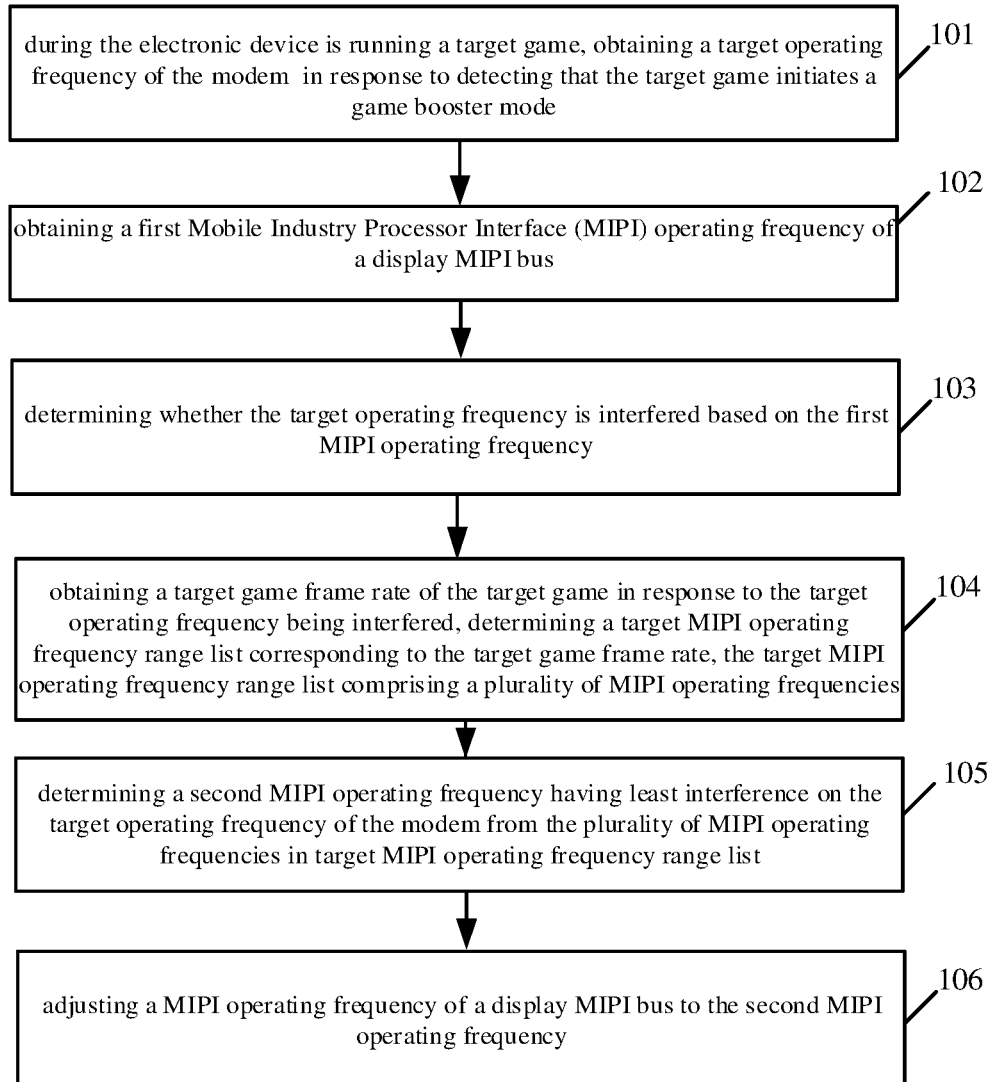 during the electronic device is running a target game, obtaining a target operating
frequency of the modem in response to detecting that the target game initiates a
game booster mode
101
obtaining a first Mobile Industry Processor Interface (MIPI) operating frequency of
a display MIPI bus
102
determining whether the target operating frequency is interfered based on the first
MIPI operating frequency
103
obtaining a target game frame rate of the target game in response to the target
operating frequency being interfered, determining a target MIPI operating
frequency range list corresponding to the target game frame rate, the target MIPI
operating frequency range list comprising a plurality of MIPI operating frequencies
104
determining a second MIPI operating frequency having least interference on the
target operating frequency of the modem from the plurality of MIPI operating
frequencies in target MIPI operating frequency range list
105
adjusting a MIPI operating frequency of a display MIPI bus to the second MIPI
operating frequency
106